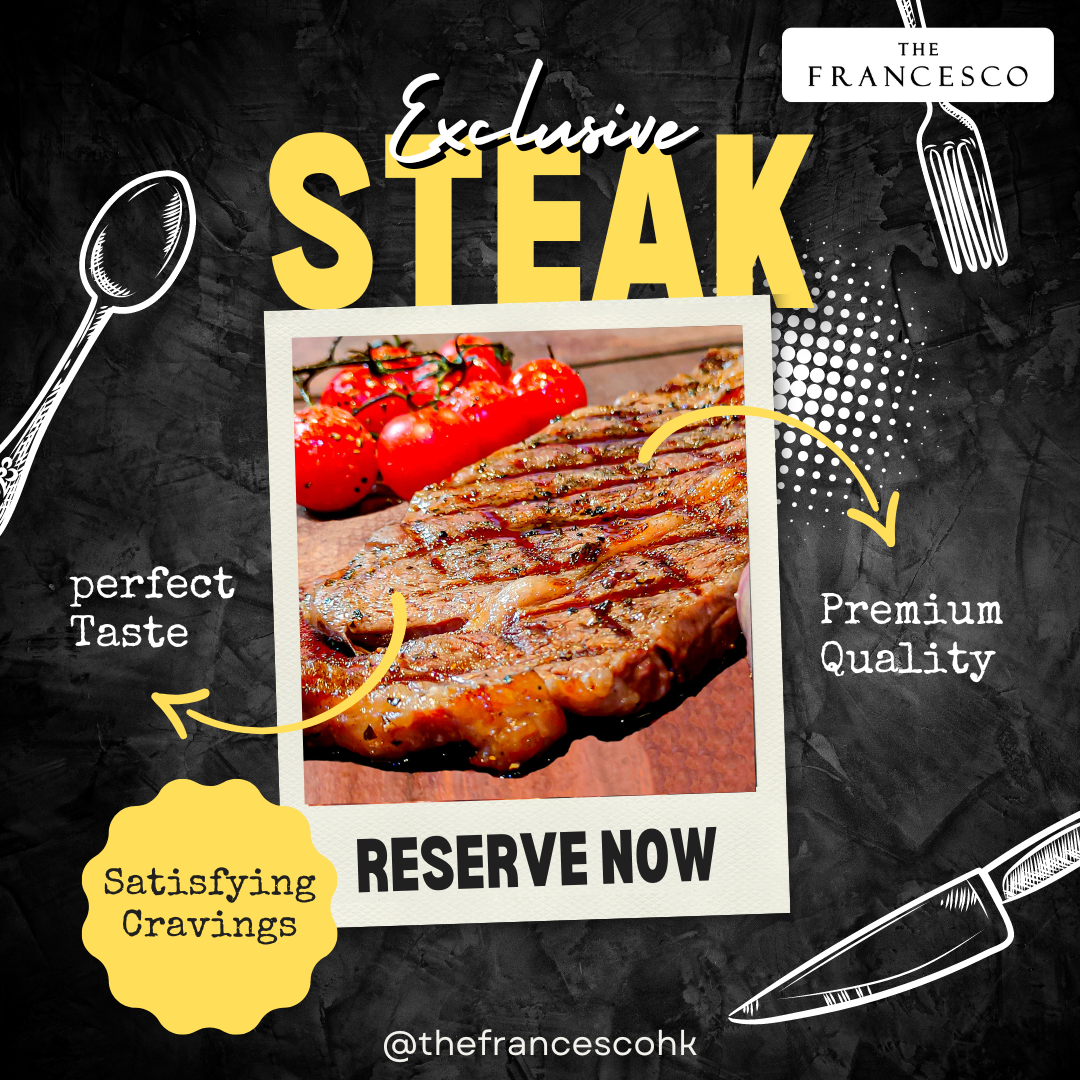 THE
FRANCESCO
Exclusive
STEAK
perfect
Taste
Premium
Quality
Satisfying
Cravings
RESERVE NOW
@thefrancescohk